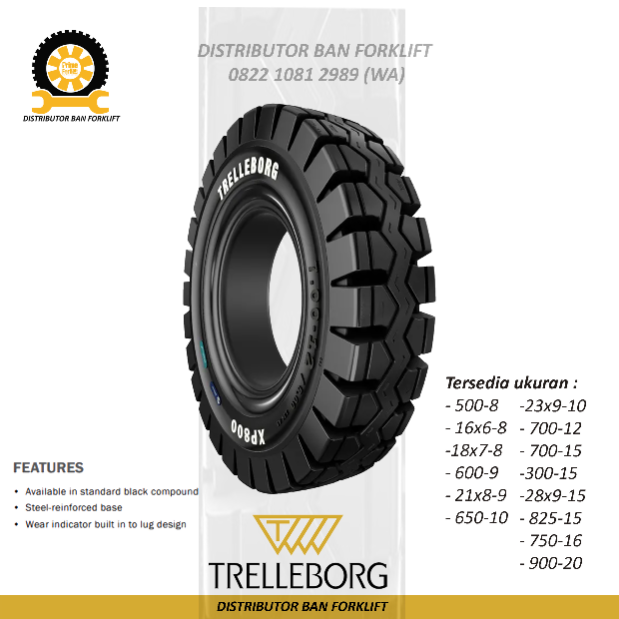 DISTRIBUTOR BAN FORKLIFT
0822 1081 2989 (WA)
DISTRIBUTOR BAN FORKLIFT
TRELLEBORG
XP800
Tersedia ukuran :
- 500-8
- 16x6-8
-18x7-8
- 600-9
- 21x8-9
- 650-10
-23x9-10
- 700-12
- 700-15
-300-15
-28x9-15
- 825-15
- 750-16
- 900-20
FEATURES
• Available in standard black compound
• Steel-reinforced base
• Wear indicator built in to lug design
TRELLEBORG
DISTRIBUTOR BAN FORKLIFT